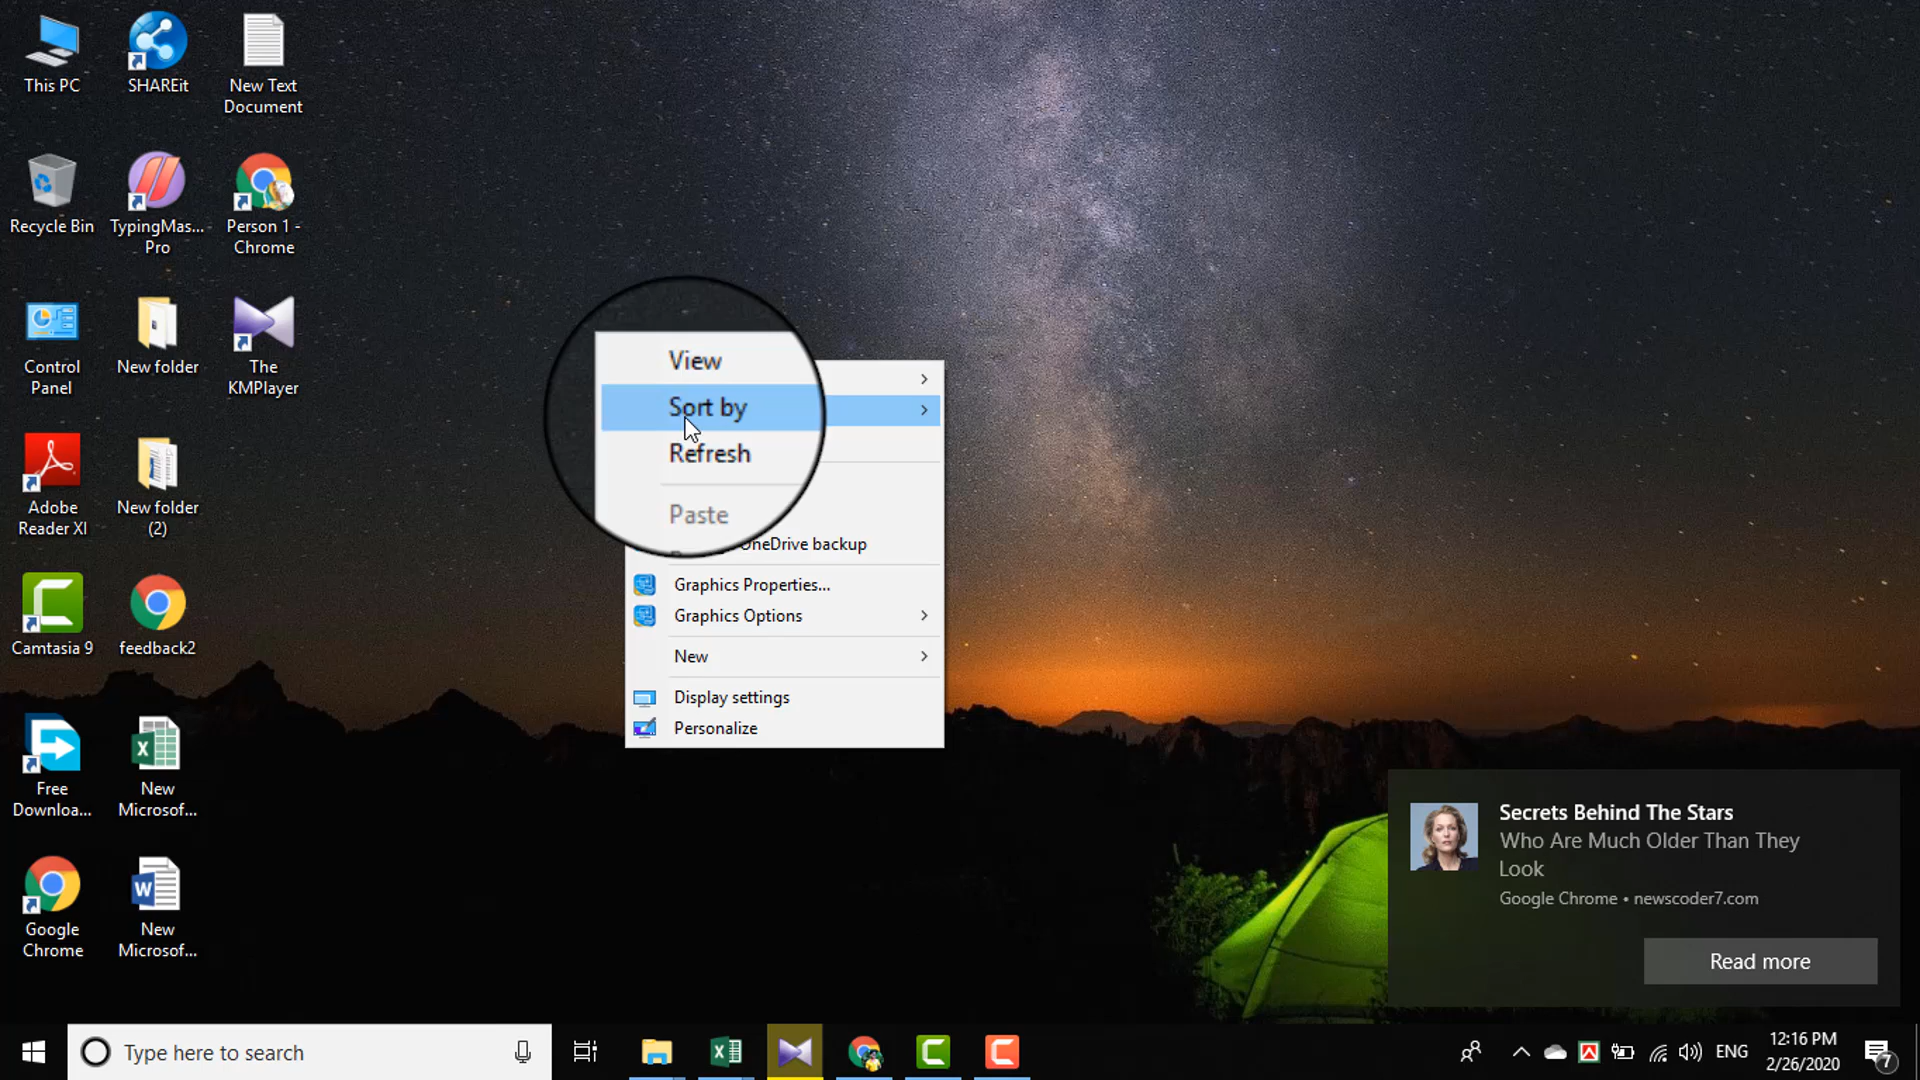 This PC
SHAREit
New Text
Document
Recycle Bin
TypingMas...
Pro
Person 1 -
Chrome
Control
Panel
New folder
The
KMPlayer
Adobe
Reader XI
New folder
(2)
Camtasia 9
feedback2
Free
Downloa...
New
Microsof...
Google
Chrome
New
Microsof...
View
Sort by
Refresh
Paste
OneDrive backup
Graphics Properties...
Graphics Options
New
Display settings
Personalize
Secrets Behind The Stars
Who Are Much Older Than They
Look
Google Chrome • newscoder7.com
Read more
Type here to search
ENG
12:16 PM
2/26/2020
7